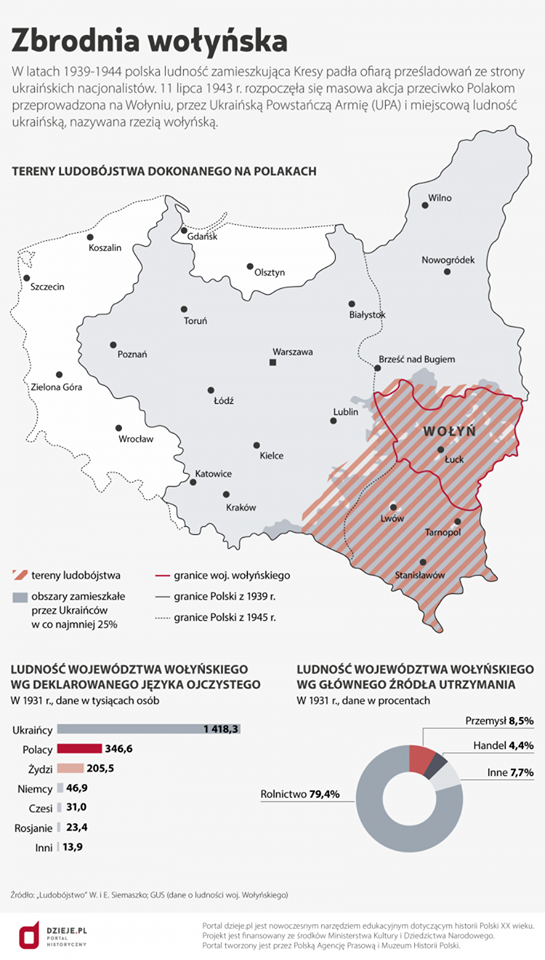 Zbrodnia wołyńska
W latach 1939-1944 polska ludność zamieszkująca Kresy padła ofiarą prześladowań ze strony
ukraińskich nacjonalistów. 11 lipca 1943 r. rozpoczęła się masowa akcja przeciwko Polakom
przeprowadzona na Wołyniu, przez Ukraińską Powstańczą Armię (UPA) i miejscową ludność
ukraińską, nazywana rzezią wołyńską.
TERENY LUDOBÓJSTWA DOKONANEGO NA POLAKACH
Wilno
Gdańsk
Koszalin
Nowogródek
Olsztyn
Szczecin
Białystok
Toruń
Warszawa
Poznań
Brześć nad Bugiem
Zielona Góra
Łódź
Lublin
WOŁYŃ
Wrocław
Kielce
Łuck
Katowice
Kraków
Lwów
Tarnopol
Stanisławów
tereny ludobójstwa
obszary zamieszkałe
przez Ukraińców
w co najmniej 25%
granice woj. wołyńskiego
granice Polski z 1939 r.
granice Polski z 1945 r.
LUDNOŚĆ WOJEWÓDZTWA WOŁYŃSKIEGO
WG DEKLAROWANEGO JĘZYKA OJCZYSTEGO
W 1931 r., dane w tysiącach osób
Ukraińcy 1 418,3
Polacy 346,6
Żydzi 205,5
Niemcy 46,9
Czesi 31,0
Rosjanie 23,4
Inni 13,9
LUDNOŚĆ WOJEWÓDZTWA WOŁYŃSKIEGO
WG GŁÓWNEGO ŹRÓDŁA UTRZYMANIA
W 1931 r., dane w procentach
Przemysł 8,5%
Handel 4,4%
Inne 7,7%
Rolnictwo 79,4%
Źródło: „Ludobójstwo" W. i E. Siemaszko; GUS (dane o ludności woj. Wołyńskiego)
DZIEJE.PL
PORTAL
HISTORYCZNY
Portal dzieje.pl jest nowoczesnym narzędziem edukacyjnym dotyczącym historii Polski XX wieku.
Projekt jest finansowany ze środków Ministerstwa Kultury i Dziedzictwa Narodowego.
Portal tworzony jest przez Polską Agencję Prasową i Muzeum Historii Polski.